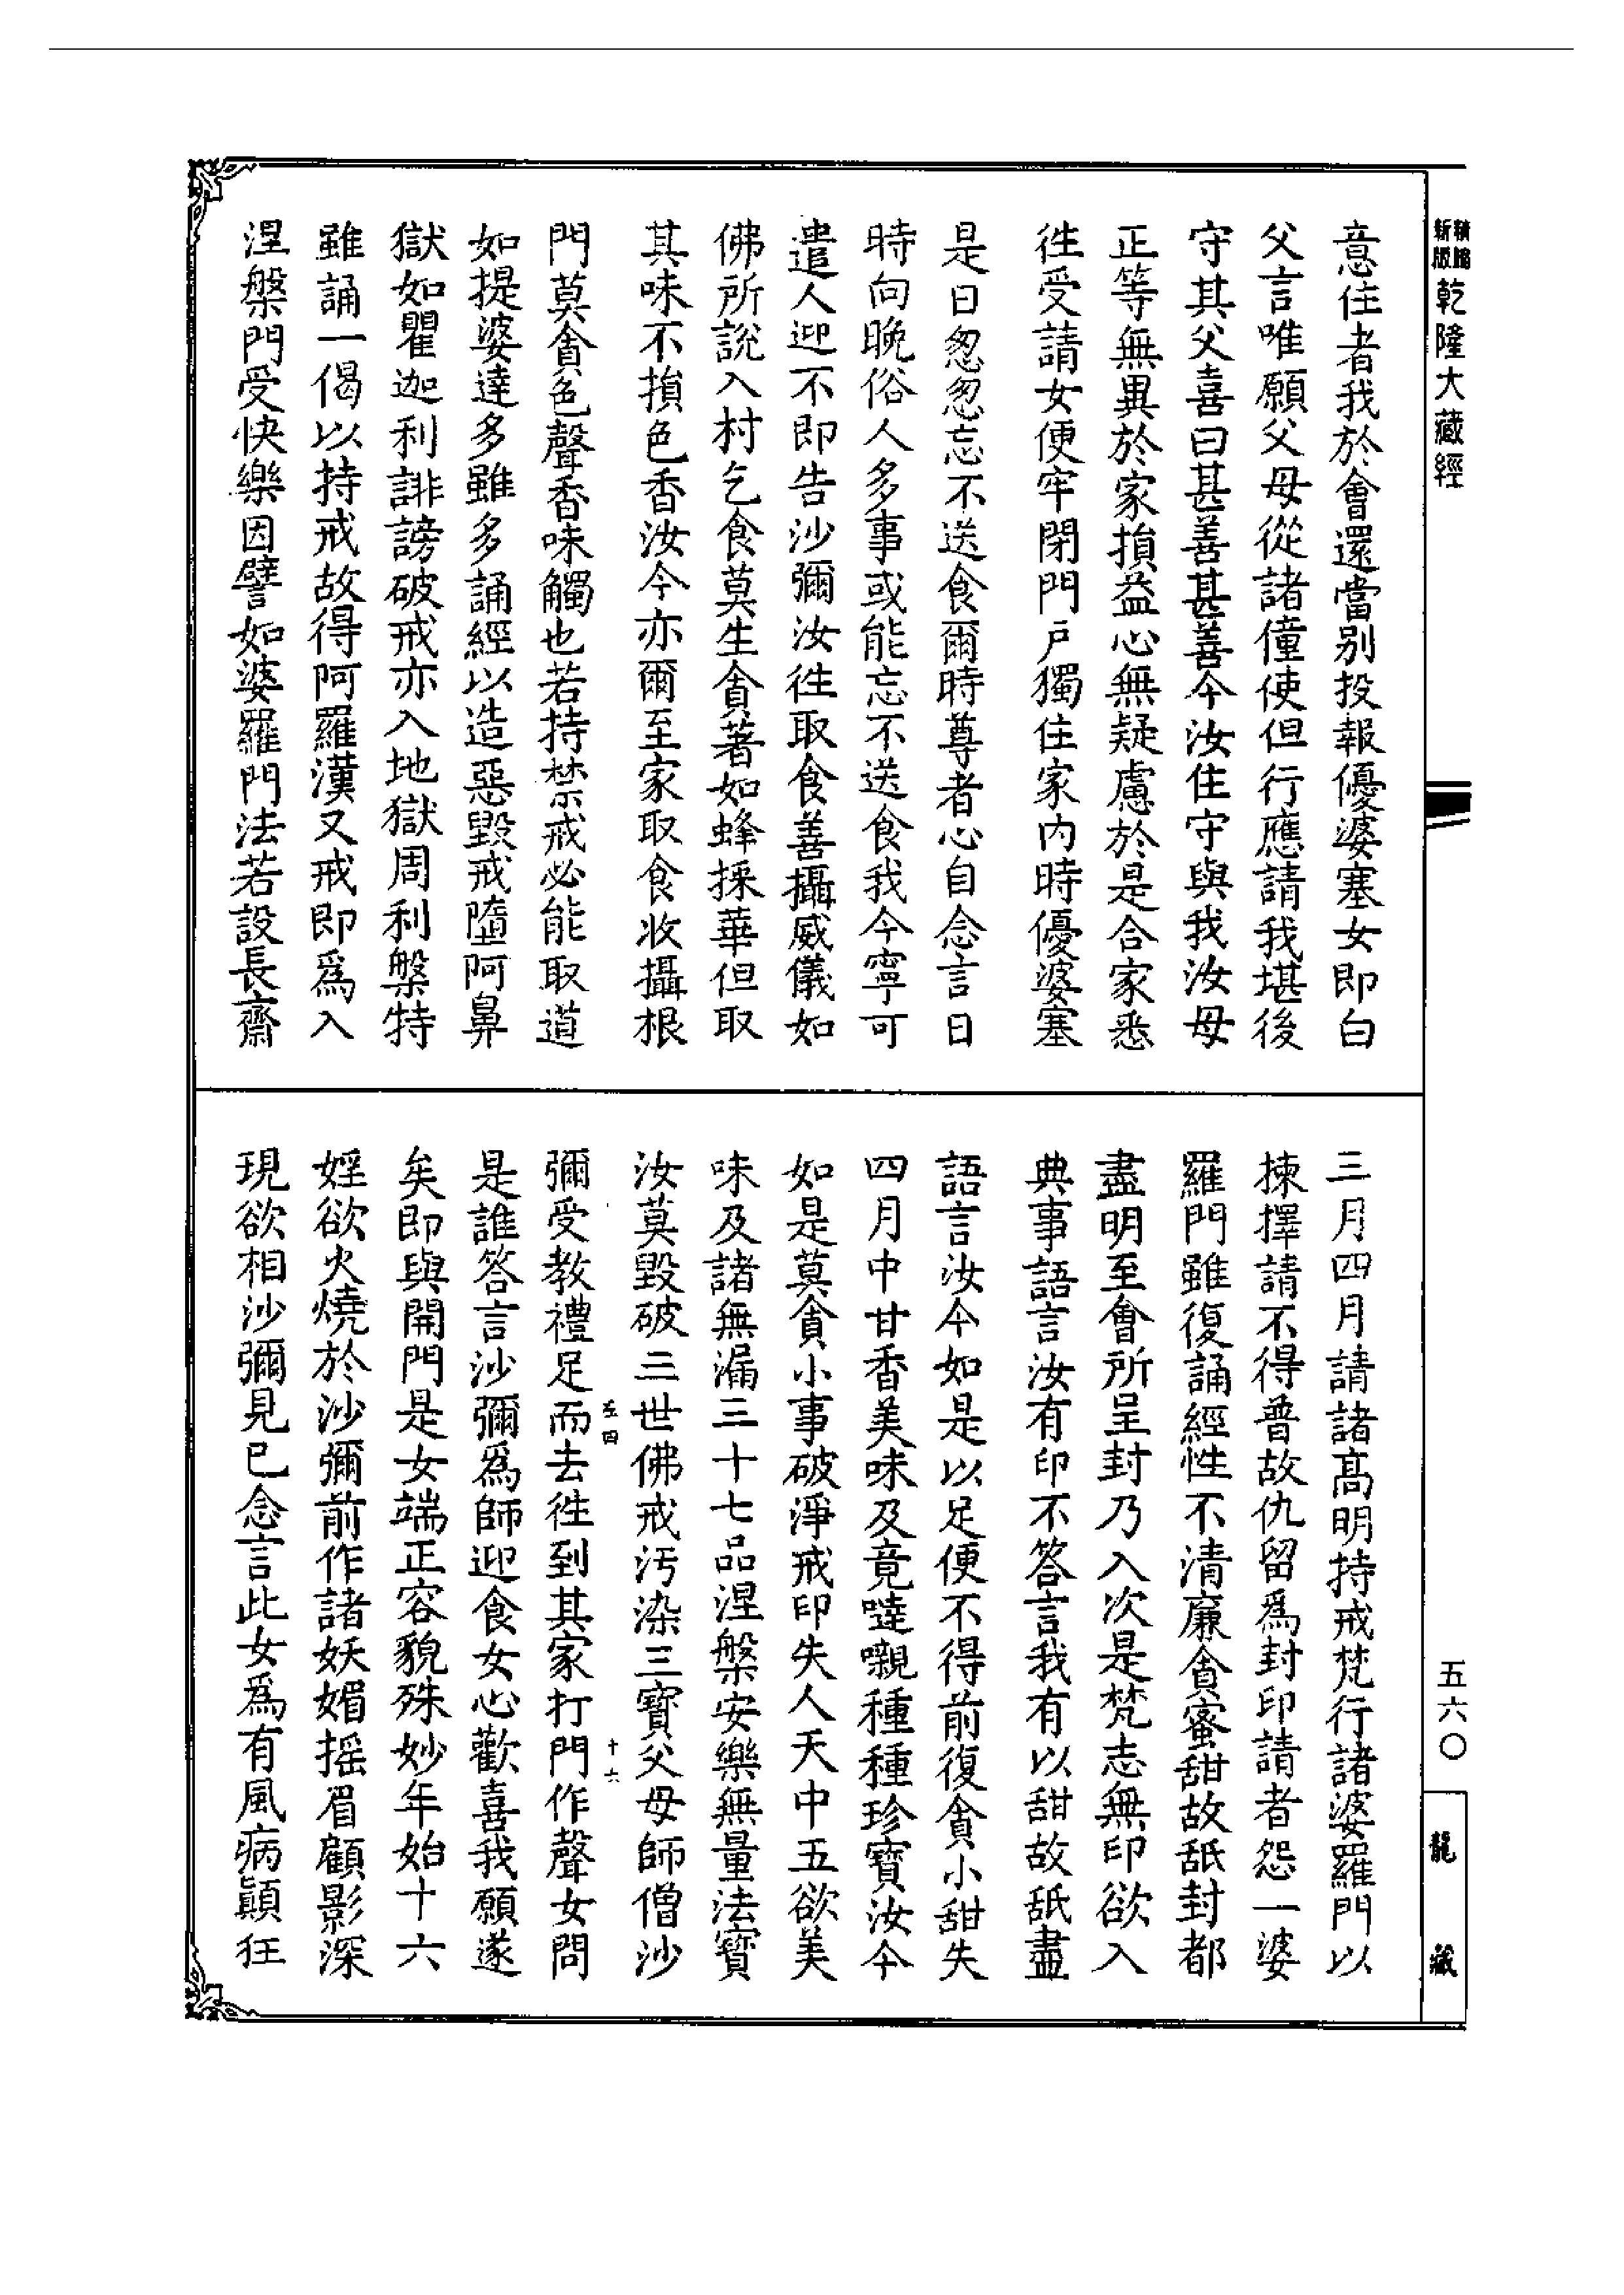 新版 精縮 乾隆大藏經
意住者我於會還當別投報優婆塞女即白
父言唯願父母從諸僮使但行應請我堪後
守其父喜曰甚善甚善今汝住守與我汝母
正等無異於家損益心無疑慮於是合家悉
往受請女便牢閉門戶獨住家內時優婆塞
是日怱怱忘不送食爾時尊者心自念言日
時向晚俗人多事或能忘不送食我今寧可
遣人迎不即告沙彌汝往取食善攝威儀如
佛所說入村乞食莫生貪著如蜂採華但取
其味不損色香汝今亦爾至家取食收攝根
門莫貪色聲香味觸也若持禁戒必能取道
如提婆達多雖多誦經以造惡毀戒墮阿鼻
獄如瞿迦利誹謗破戒亦入地獄周利槃特
雖誦一偈以持戒故得阿羅漢又戒即爲入
涅槃門受快樂因譬如婆羅門法若設長齋
三月四月請諸高明持戒梵行諸婆羅門以
揀擇請不得普故仇留爲封印請者怨一婆
羅門雖復誦經性不清廉貪蜜甜故舐封都
盡明至會所呈封乃入次是梵志無印欲入
典事語言汝有印不答言我有以甜故舐盡
語言汝今如是以足便不得前復貪小甜失
四月中甘香美味及竟噠嚫種種珍寶汝今
如是莫貪小事破淨戒印失人天中五欲美
味及諸無漏三十七品涅槃安樂無量法寶
汝莫毀破三世佛戒汚染三寶父母師僧沙
彌受教禮足而去往到其家打門作聲女問
是誰答言沙彌爲師迎食女心歡喜我願遂
矣即與開門是女端正容貌殊妙年始十六
婬欲火燒於沙彌前作諸妖媚搖眉顧影深
現欲相沙彌見已念言此女爲有風病顛狂
四
十六
五六〇
龍藏